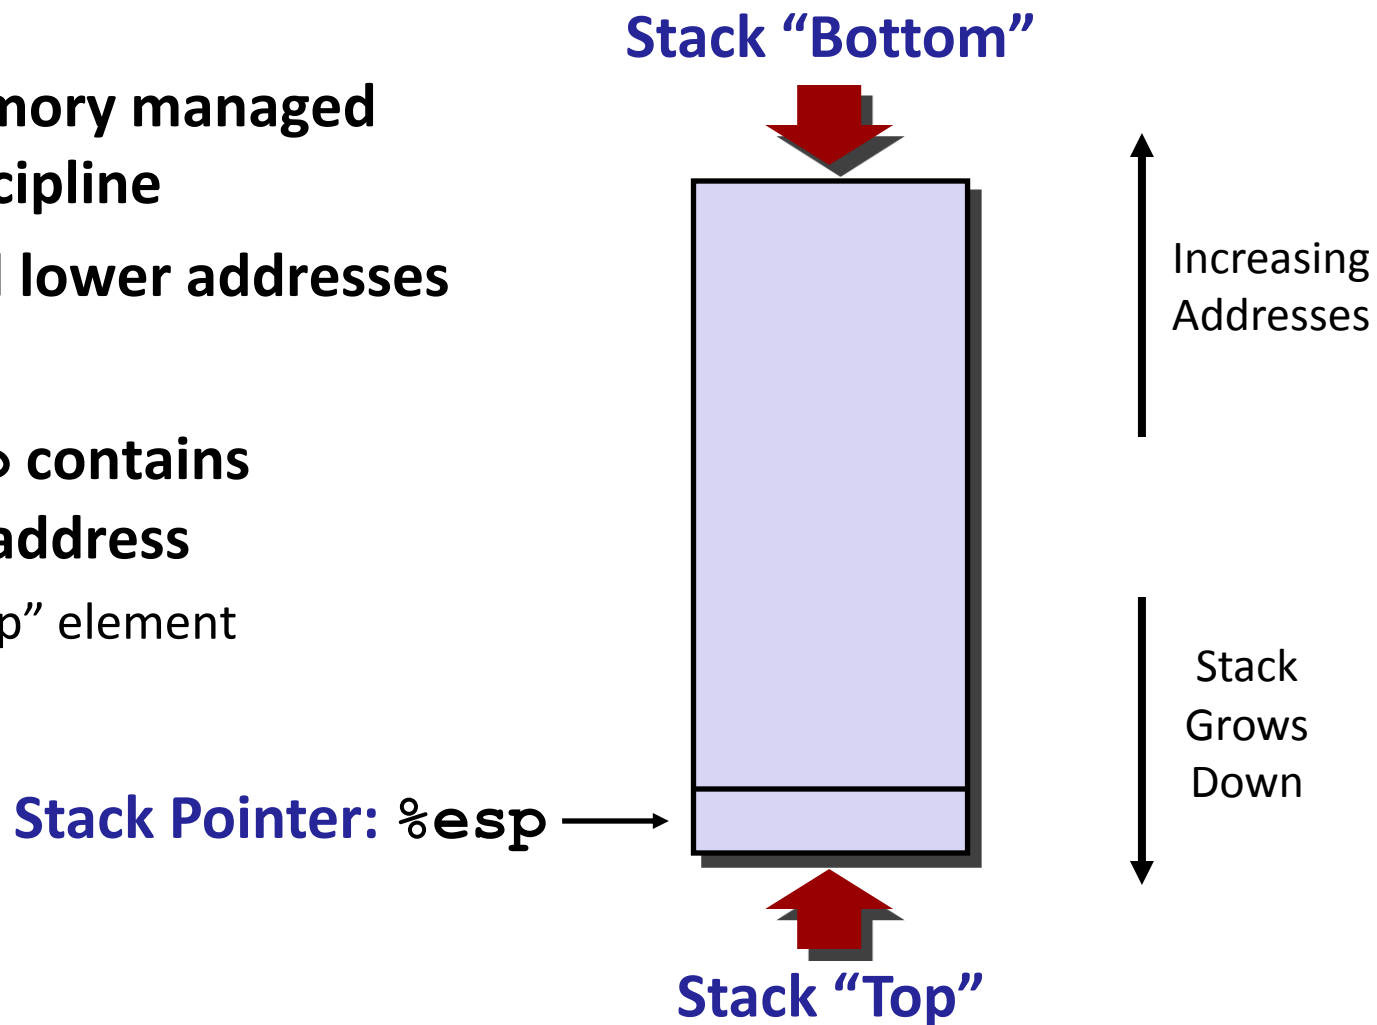 Stack “Bottom”
mory managed
cipline
lower addresses
contains
address
p” element
Increasing
Addresses
Stack
Grows
Down
Stack Pointer: %esp
Stack “Top”